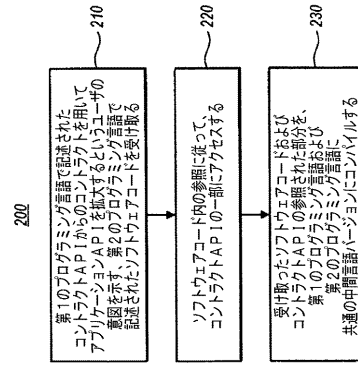 200
第1のプログラミング言語で記述された
コントラクトAPIからのコントラクトを用いて
アプリケーションAPIを拡大するというユーザの
意図を示す、第2のプログラミング言語で
記述されたソフトウェアコードを受け取る
210
ソフトウェアコード内の参照に従って、
コントラクトAPIの一部にアクセスする
220
受け取ったソフトウェアコードおよび
コントラクトAPIの参照された部分を、
第1のプログラミング言語および
第2のプログラミング言語に
共通の中間言語バージョンにコンパイルする
230